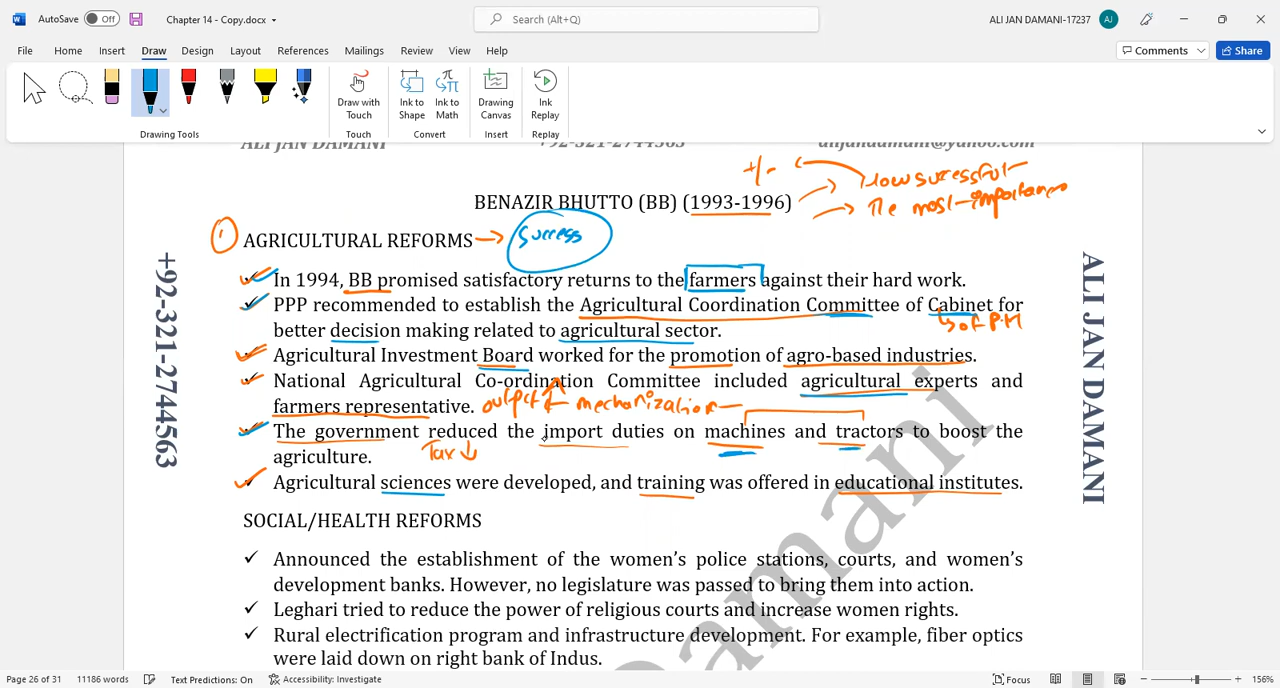 AutoSave Off Chapter 14 - Copy.docx Search (Alt+Q) ALI JAN DAMANI-17237 AJ
File Home Insert Draw Design Layout References Mailings Review View Help Comments Share
Draw with Touch Ink to Shape Ink to Math Drawing Canvas Ink Replay
Drawing Tools Touch Convert Insert Replay
ALI JAN DAMANI +92-321-2744563 alijandamani@yahoo.com
+/- How successful
BENAZIR BHUTTO (BB) (1993-1996) The most importance
1 AGRICULTURAL REFORMS success
✓ In 1994, BB promised satisfactory returns to the farmers against their hard work.
✓ PPP recommended to establish the Agricultural Coordination Committee of Cabinet for
better decision making related to agricultural sector. of P.M
✓ Agricultural Investment Board worked for the promotion of agro-based industries.
✓ National Agricultural Co-ordination Committee included agricultural experts and
farmers representative. output ↑ mechanization
✓ The government reduced the import duties on machines and tractors to boost the
agriculture. Tax ↓
✓ Agricultural sciences were developed, and training was offered in educational institutes.
SOCIAL/HEALTH REFORMS
✓ Announced the establishment of the women’s police stations, courts, and women’s
development banks. However, no legislature was passed to bring them into action.
✓ Leghari tried to reduce the power of religious courts and increase women rights.
✓ Rural electrification program and infrastructure development. For example, fiber optics
were laid down on right bank of Indus.
+92-321-2744563
ALI JAN DAMANI
Damani
Page 26 of 31 11186 words Text Predictions: On Accessibility: Investigate Focus 156%